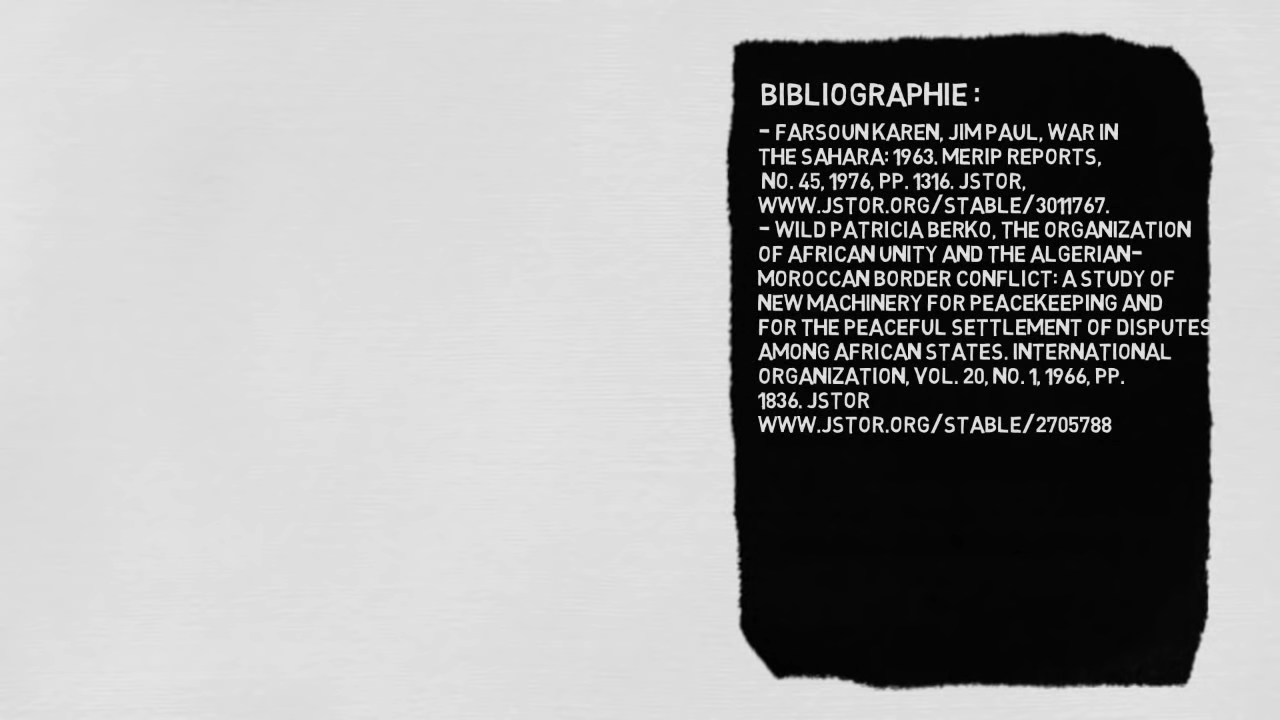 BIBLIOGRAPHIE :
- FARSOUN KAREN, JIM PAUL, WAR IN
THE SAHARA: 1963. MERIP REPORTS,
NO. 45, 1976, PP. 1316. JSTOR,
WWW.JSTOR.ORG/STABLE/3011767.
- WILD PATRICIA BERKO, THE ORGANIZATION
OF AFRICAN UNITY AND THE ALGERIAN-
MOROCCAN BORDER CONFLICT: A STUDY OF
NEW MACHINERY FOR PEACEKEEPING AND
FOR THE PEACEFUL SETTLEMENT OF DISPUTES
AMONG AFRICAN STATES. INTERNATIONAL
ORGANIZATION, VOL. 20, NO. 1, 1966, PP.
1836. JSTOR
WWW.JSTOR.ORG/STABLE/2705788